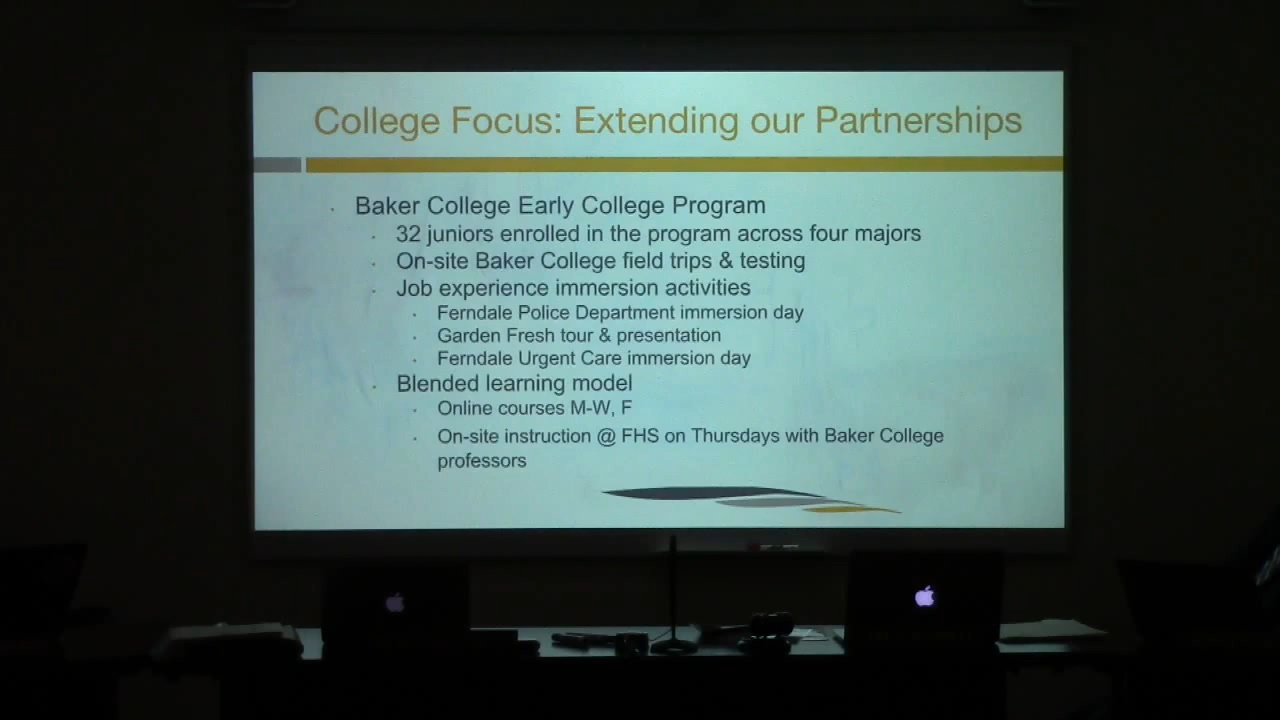 College Focus: Extending our Partnerships
Baker College Early College Program
32 juniors enrolled in the program across four majors
On-site Baker College field trips & testing
Job experience immersion activities
Ferndale Police Department immersion day
Garden Fresh tour & presentation
Ferndale Urgent Care immersion day
Blended learning model
Online courses M-W, F
On-site instruction @ FHS on Thursdays with Baker College
professors